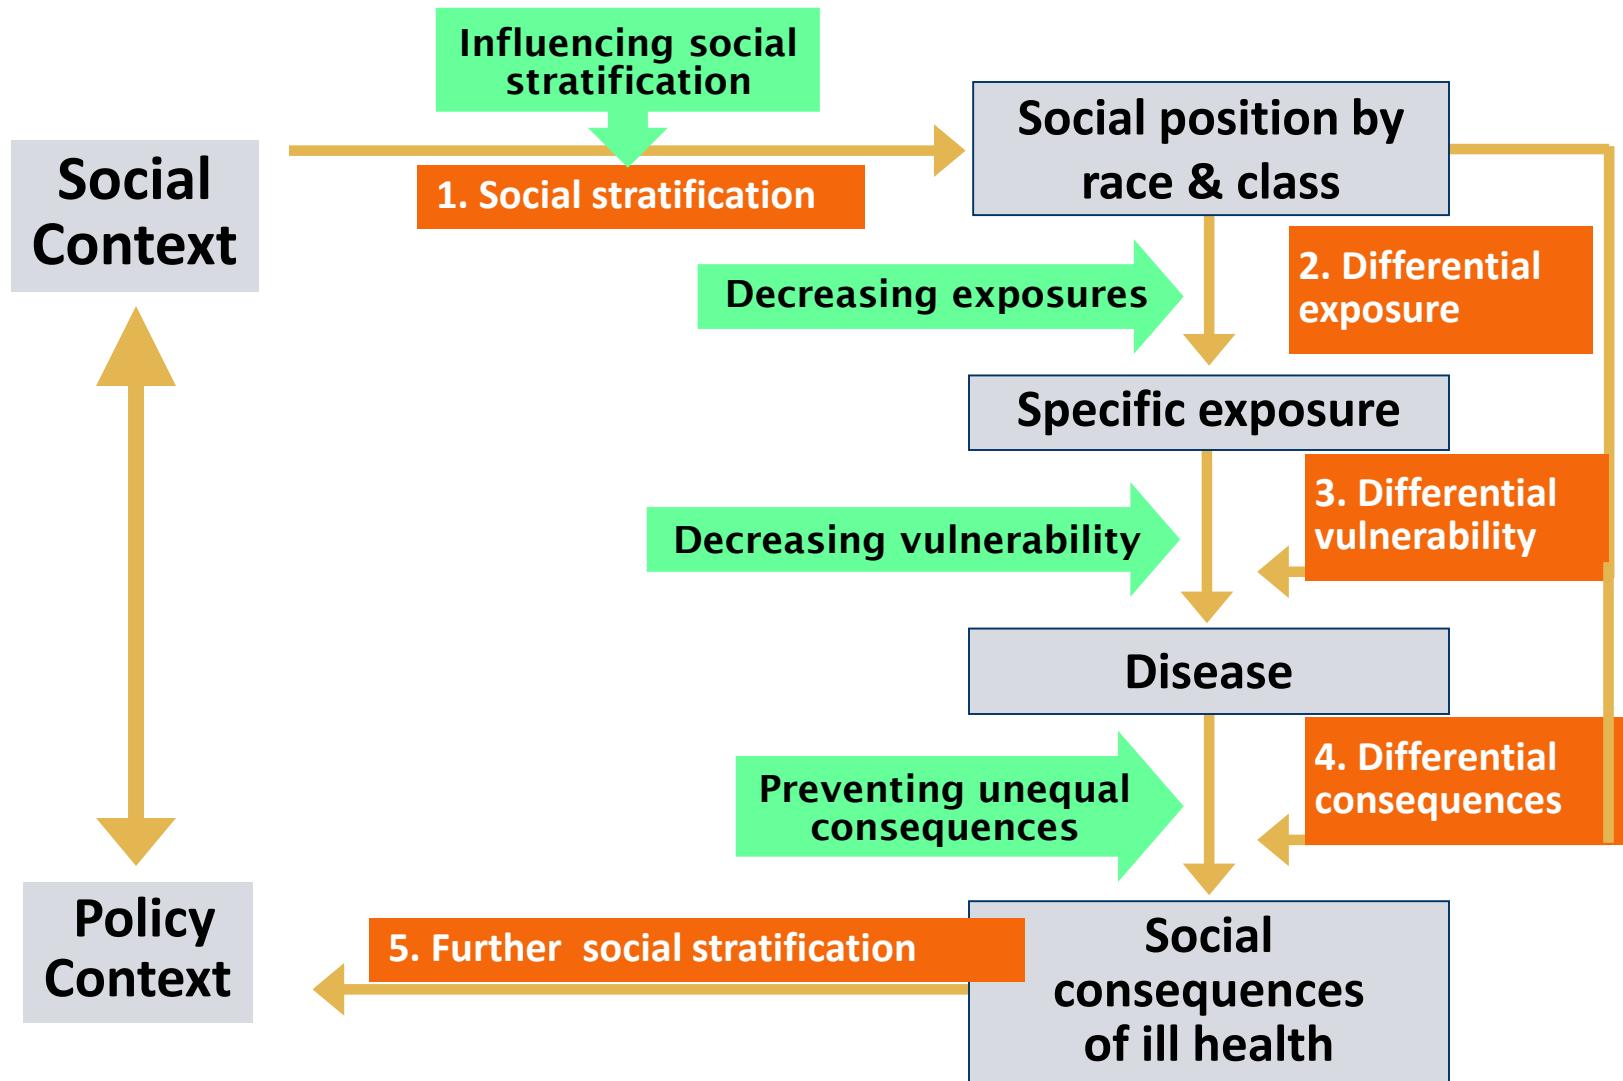 Influencing social
stratification
Social
Context
1. Social stratification
Social position by
race & class
Decreasing exposures
2. Differential
exposure
Specific exposure
Decreasing vulnerability
3. Differential
vulnerability
Disease
Preventing unequal
consequences
4. Differential
consequences
Policy
Context
5. Further  social stratification
Social
consequences
of ill health